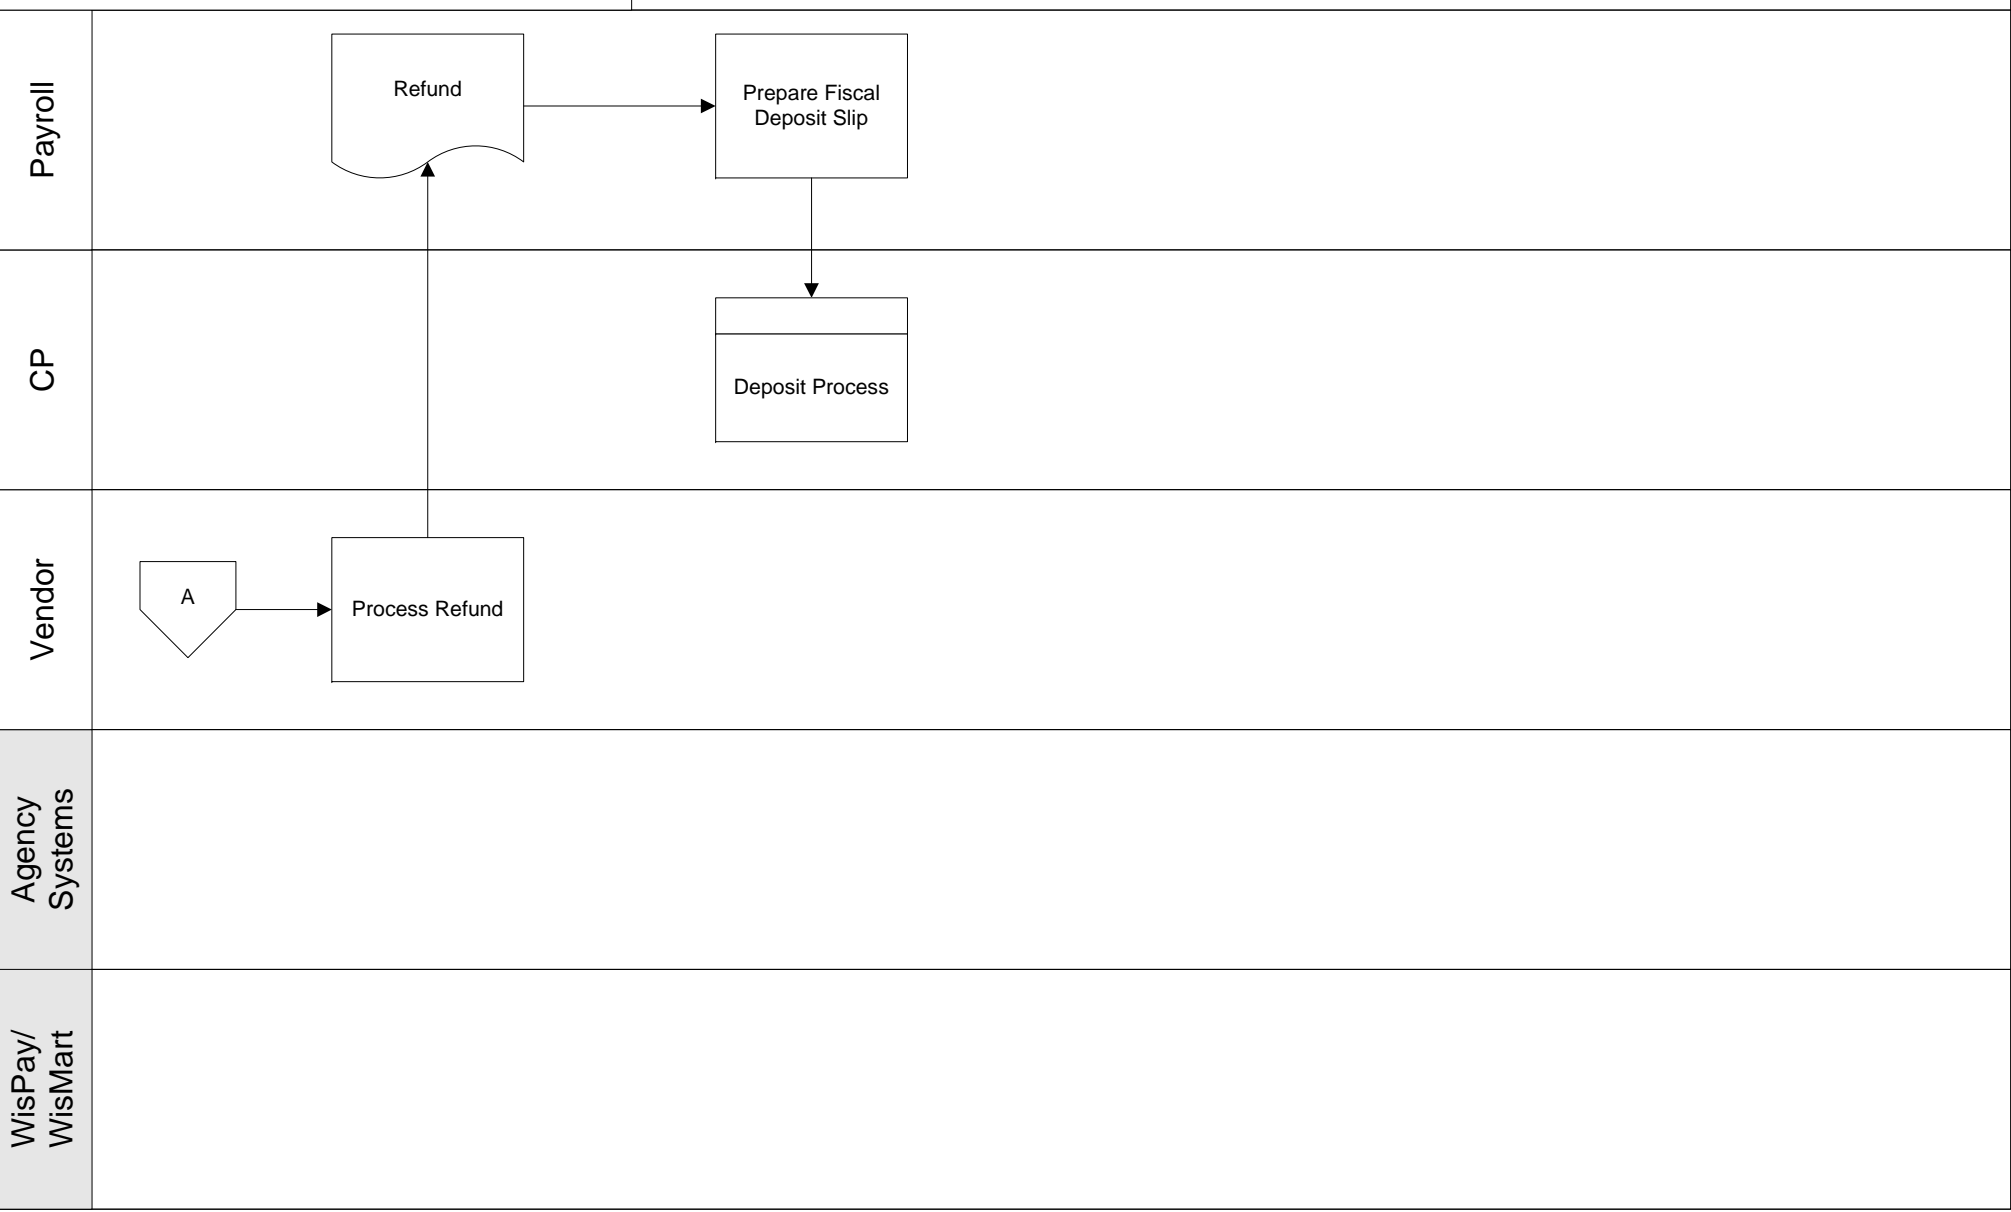 Payroll
Refund
Prepare Fiscal
Deposit Slip
CP
Deposit Process
Vendor
A
Process Refund
Agency
Systems
WisPay/
WisMart